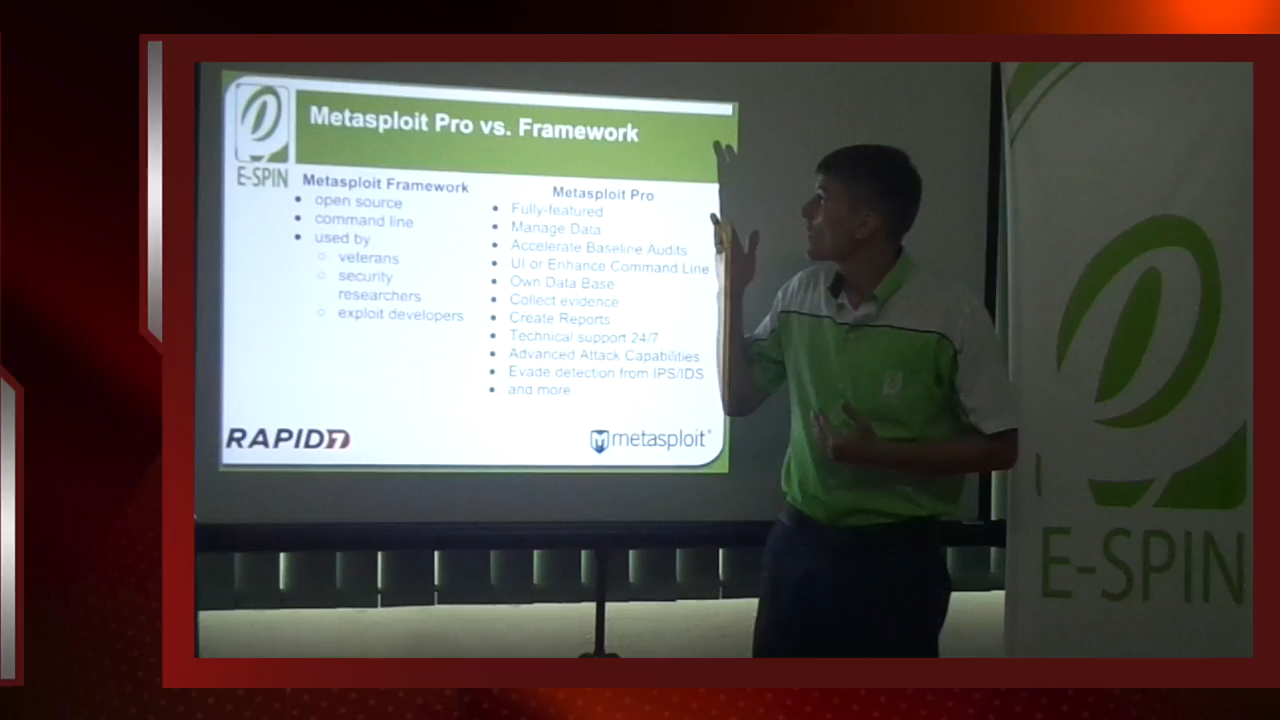 Metasploit Pro vs. Framework
E-SPIN
Metasploit Framework
open source
command line
used by
veterans
security
researchers
exploit developers
Metasploit Pro
Fully-featured
Manage Data
Accelerate Baseline Audits
UI or Enhance Command Line
Own Data Base
Collect evidence
Create Reports
Technical support 24/7
Advanced Attack Capabilities
Evade detection from IPS/IDS
and more
RAPID7
metasploit®
E-SPIN